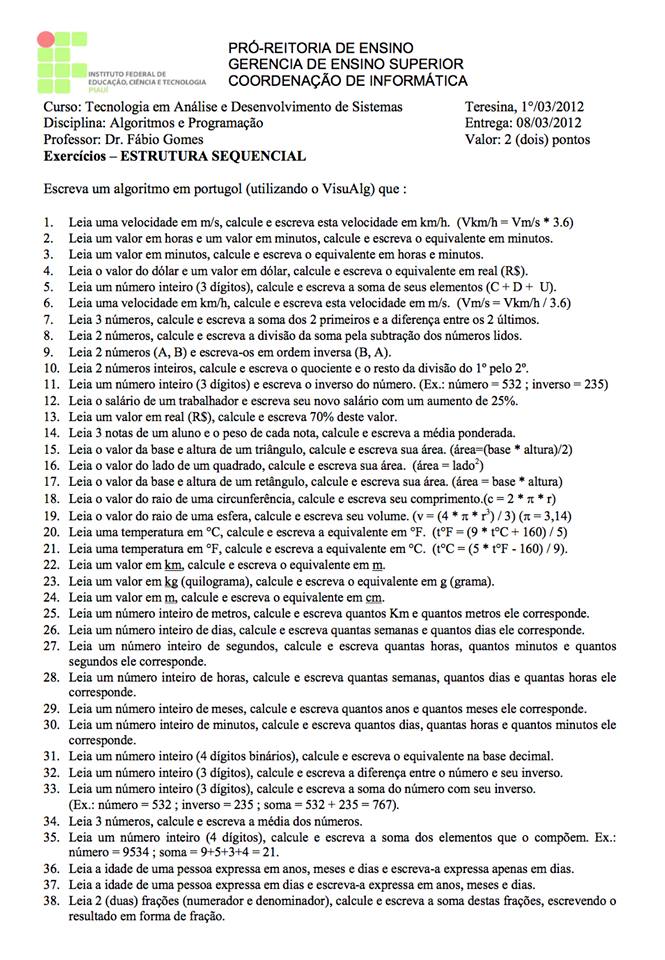 PRÓ-REITORIA DE ENSINO
GERENCIA DE ENSINO SUPERIOR
COORDENAÇÃO DE INFORMÁTICA
INSTITUTO FEDERAL DE
EDUCAÇÃO, CIÊNCIA E TECNOLOGIA
PIAUÍ
Curso: Tecnologia em Análise e Desenvolvimento de Sistemas Teresina, 1°/03/2012
Disciplina: Algoritmos e Programação Entrega: 08/03/2012
Professor: Dr. Fábio Gomes Valor: 2 (dois) pontos
Exercícios – ESTRUTURA SEQUENCIAL
Escreva um algoritmo em portugol (utilizando o VisuAlg) que :
1. Leia uma velocidade em m/s, calcule e escreva esta velocidade em km/h. (Vkm/h = Vm/s * 3.6)
2. Leia um valor em horas e um valor em minutos, calcule e escreva o equivalente em minutos.
3. Leia um valor em minutos, calcule e escreva o equivalente em horas e minutos.
4. Leia o valor do dólar e um valor em dólar, calcule e escreva o equivalente em real (R$).
5. Leia um número inteiro (3 dígitos), calcule e escreva a soma de seus elementos (C + D + U).
6. Leia uma velocidade em km/h, calcule e escreva esta velocidade em m/s. (Vm/s = Vkm/h / 3.6)
7. Leia 3 números, calcule e escreva a soma dos 2 primeiros e a diferença entre os 2 últimos.
8. Leia 2 números, calcule e escreva a divisão da soma pela subtração dos números lidos.
9. Leia 2 números (A, B) e escreva-os em ordem inversa (B, A).
10. Leia 2 números inteiros, calcule e escreva o quociente e o resto da divisão do 1º pelo 2º.
11. Leia um número inteiro (3 dígitos) e escreva o inverso do número. (Ex.: número = 532 ; inverso = 235)
12. Leia o salário de um trabalhador e escreva seu novo salário com um aumento de 25%.
13. Leia um valor em real (R$), calcule e escreva 70% deste valor.
14. Leia 3 notas de um aluno e o peso de cada nota, calcule e escreva a média ponderada.
15. Leia o valor da base e altura de um triângulo, calcule e escreva sua área. (área=(base * altura)/2)
16. Leia o valor do lado de um quadrado, calcule e escreva sua área. (área = lado²)
17. Leia o valor da base e altura de um retângulo, calcule e escreva sua área. (área = base * altura)
18. Leia o valor do raio de uma circunferência, calcule e escreva seu comprimento.(c = 2 * π * r)
19. Leia o valor do raio de uma esfera, calcule e escreva seu volume. (v = (4 * π * r³) / 3) (π = 3,14)
20. Leia uma temperatura em °C, calcule e escreva a equivalente em °F. (t°F = (9 * t°C + 160) / 5)
21. Leia uma temperatura em °F, calcule e escreva a equivalente em °C. (t°C = (5 * t°F - 160) / 9).
22. Leia um valor em km, calcule e escreva o equivalente em m.
23. Leia um valor em kg (quilograma), calcule e escreva o equivalente em g (grama).
24. Leia um valor em m, calcule e escreva o equivalente em cm.
25. Leia um número inteiro de metros, calcule e escreva quantos Km e quantos metros ele corresponde.
26. Leia um número inteiro de dias, calcule e escreva quantas semanas e quantos dias ele corresponde.
27. Leia um número inteiro de segundos, calcule e escreva quantas horas, quantos minutos e quantos
segundos ele corresponde.
28. Leia um número inteiro de horas, calcule e escreva quantas semanas, quantos dias e quantas horas ele
corresponde.
29. Leia um número inteiro de meses, calcule e escreva quantos anos e quantos meses ele corresponde.
30. Leia um número inteiro de minutos, calcule e escreva quantos dias, quantas horas e quantos minutos ele
corresponde.
31. Leia um número inteiro (4 dígitos binários), calcule e escreva o equivalente na base decimal.
32. Leia um número inteiro (3 dígitos), calcule e escreva a diferença entre o número e seu inverso.
33. Leia um número inteiro (3 dígitos), calcule e escreva a soma do número com seu inverso.
(Ex.: número = 532 ; inverso = 235 ; soma = 532 + 235 = 767).
34. Leia 3 números, calcule e escreva a média dos números.
35. Leia um número inteiro (4 dígitos), calcule e escreva a soma dos elementos que o compõem. Ex.:
número = 9534 ; soma = 9+5+3+4 = 21.
36. Leia a idade de uma pessoa expressa em anos, meses e dias e escreva-a expressa apenas em dias.
37. Leia a idade de uma pessoa expressa em dias e escreva-a expressa em anos, meses e dias.
38. Leia 2 (duas) frações (numerador e denominador), calcule e escreva a soma destas frações, escrevendo o
resultado em forma de fração.